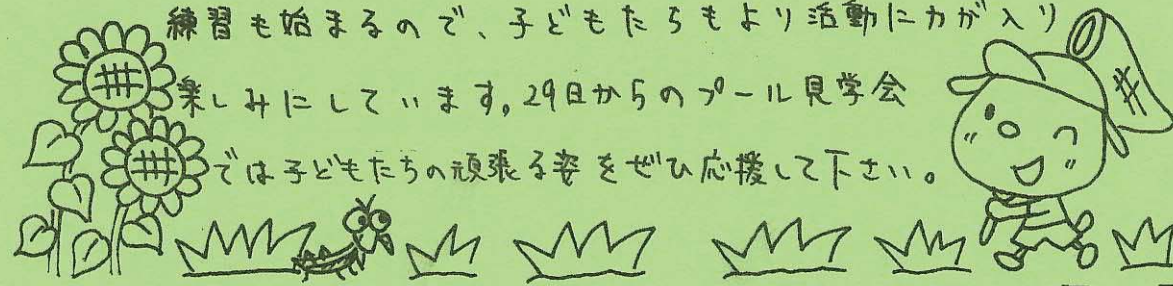 練習も始まるので、子どもたちもより活動に力が入り
楽しみにしています。29日からのプール見学会
では子どもたちの頑張る姿をぜひ応援して下さい。